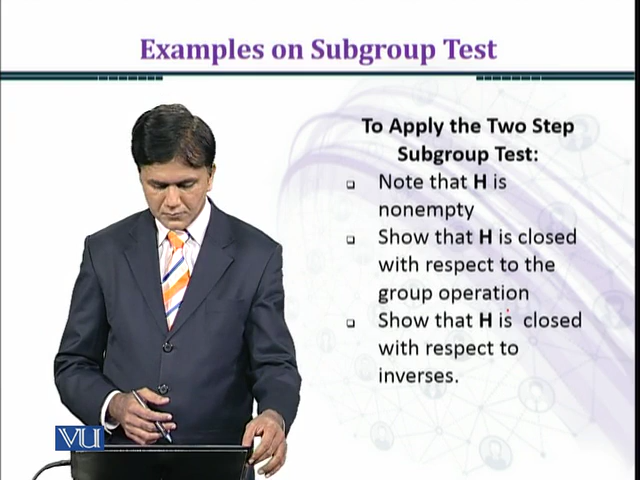 Examples on Subgroup Test
To Apply the Two Step
Subgroup Test:
Note that H is
nonempty
Show that H is closed
with respect to the
group operation
Show that H is closed
with respect to
inverses.
VU